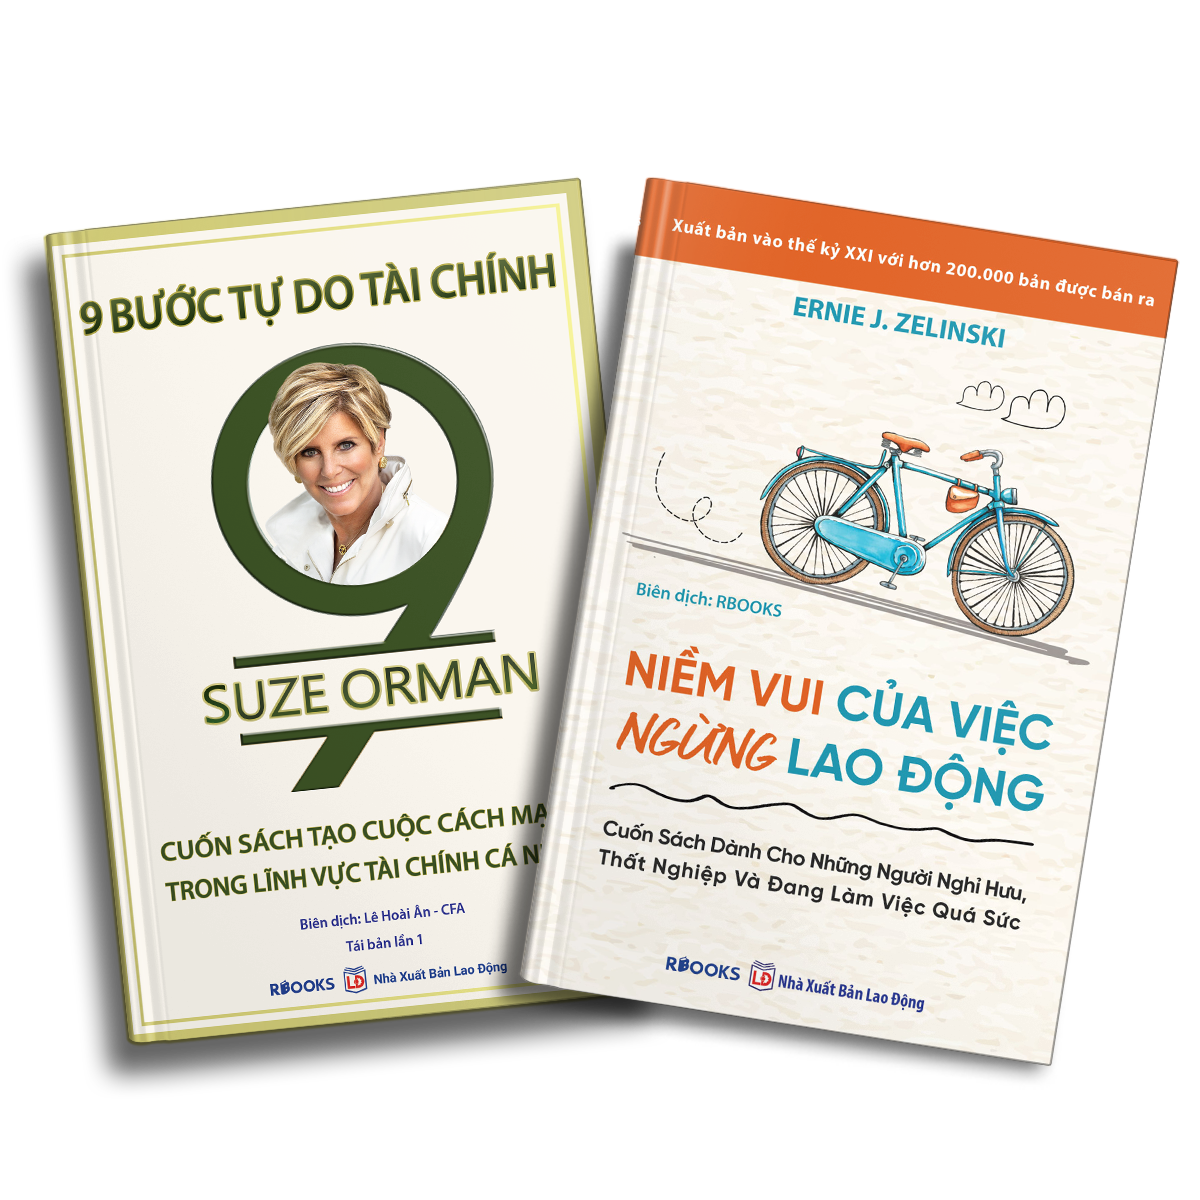 9 BƯỚC TỰ DO TÀI CHÍNH
SUZE ORMAN
CUỐN SÁCH TẠO CUỘC CÁCH
TRONG LĨNH VỰC TÀI CHÍNH CÁ
Biên dịch: Lê Hoài Ân - CFA
Tái bản lần 1
RBOOKS LĐ Nhà Xuất Bản Lao Động
Xuất bản vào thế kỷ XXI với hơn 200.000 bản được bán ra
ERNIE J. ZELINSKI
Biên dịch: RBOOKS
NIỀM VUI CỦA VIỆC
NGỪNG LAO ĐỘNG
Cuốn Sách Dành Cho Những Người Nghỉ Hưu,
Thất Nghiệp Và Đang Làm Việc Quá Sức
RBOOKS LĐ Nhà Xuất Bản Lao Động